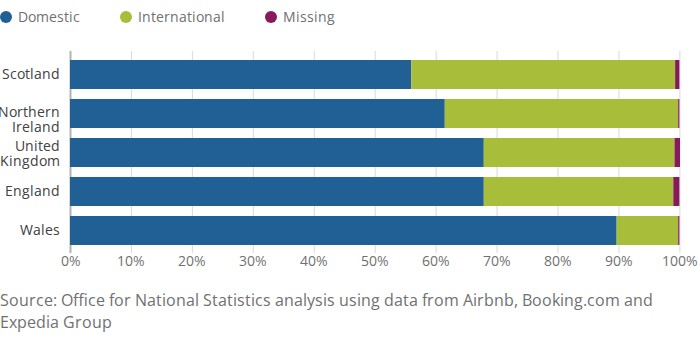 Domestic International Missing
Scotland
Northern
Ireland
United
Kingdom
England
Wales
0% 10% 20% 30% 40% 50% 60% 70% 80% 90% 100%
Source: Office for National Statistics analysis using data from Airbnb, Booking.com and
Expedia Group